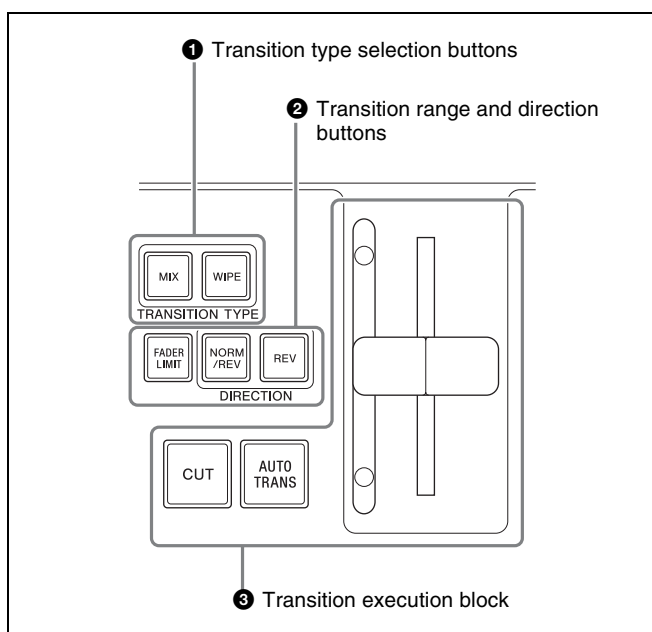 ❶ Transition type selection buttons
❷ Transition range and direction
buttons
MIX
WIPE
TRANSITION TYPE
FADER
LIMIT
NORM
/REV
REV
DIRECTION
CUT
AUTO
TRANS
❸ Transition execution block